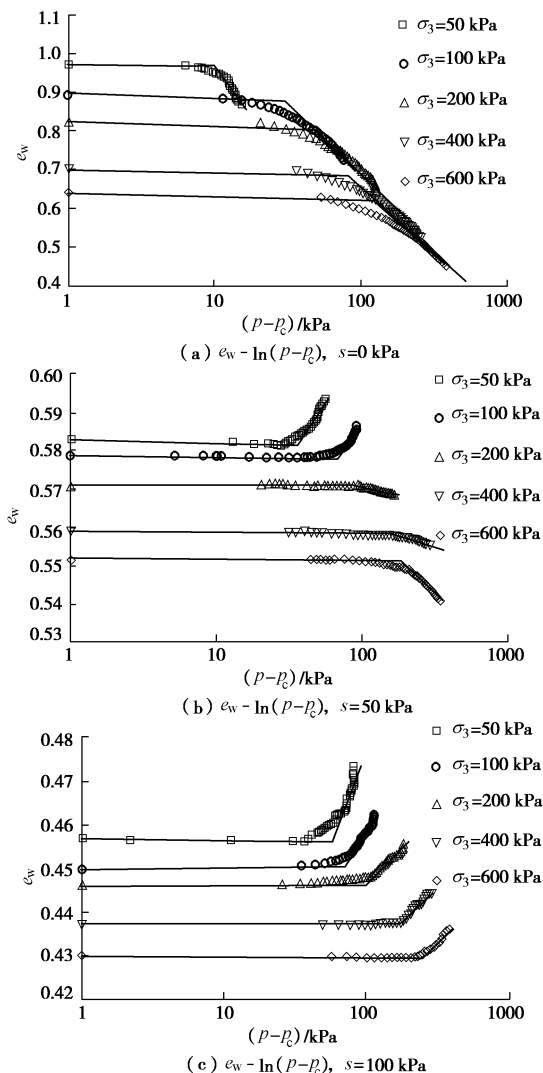 1.1
1.0
0.9
0.8
0.7
0.6
0.5
0.4
e_w
1 10 100 1000
(p−p_c)/kPa
σ₃=50 kPa
σ₃=100 kPa
σ₃=200 kPa
σ₃=400 kPa
σ₃=600 kPa
(a) e_w − ln(p−p_c), s=0 kPa
0.60
0.59
0.58
0.57
0.56
0.55
0.54
0.53
e_w
1 10 100 1000
(p−p_c)/kPa
σ₃=50 kPa
σ₃=100 kPa
σ₃=200 kPa
σ₃=400 kPa
σ₃=600 kPa
(b) e_w − ln(p−p_c), s=50 kPa
0.48
0.47
0.46
0.45
0.44
0.43
0.42
e_w
1 10 100 1000
(p−p_c)/kPa
σ₃=50 kPa
σ₃=100 kPa
σ₃=200 kPa
σ₃=400 kPa
σ₃=600 kPa
(c) e_w − ln(p−p_c), s=100 kPa